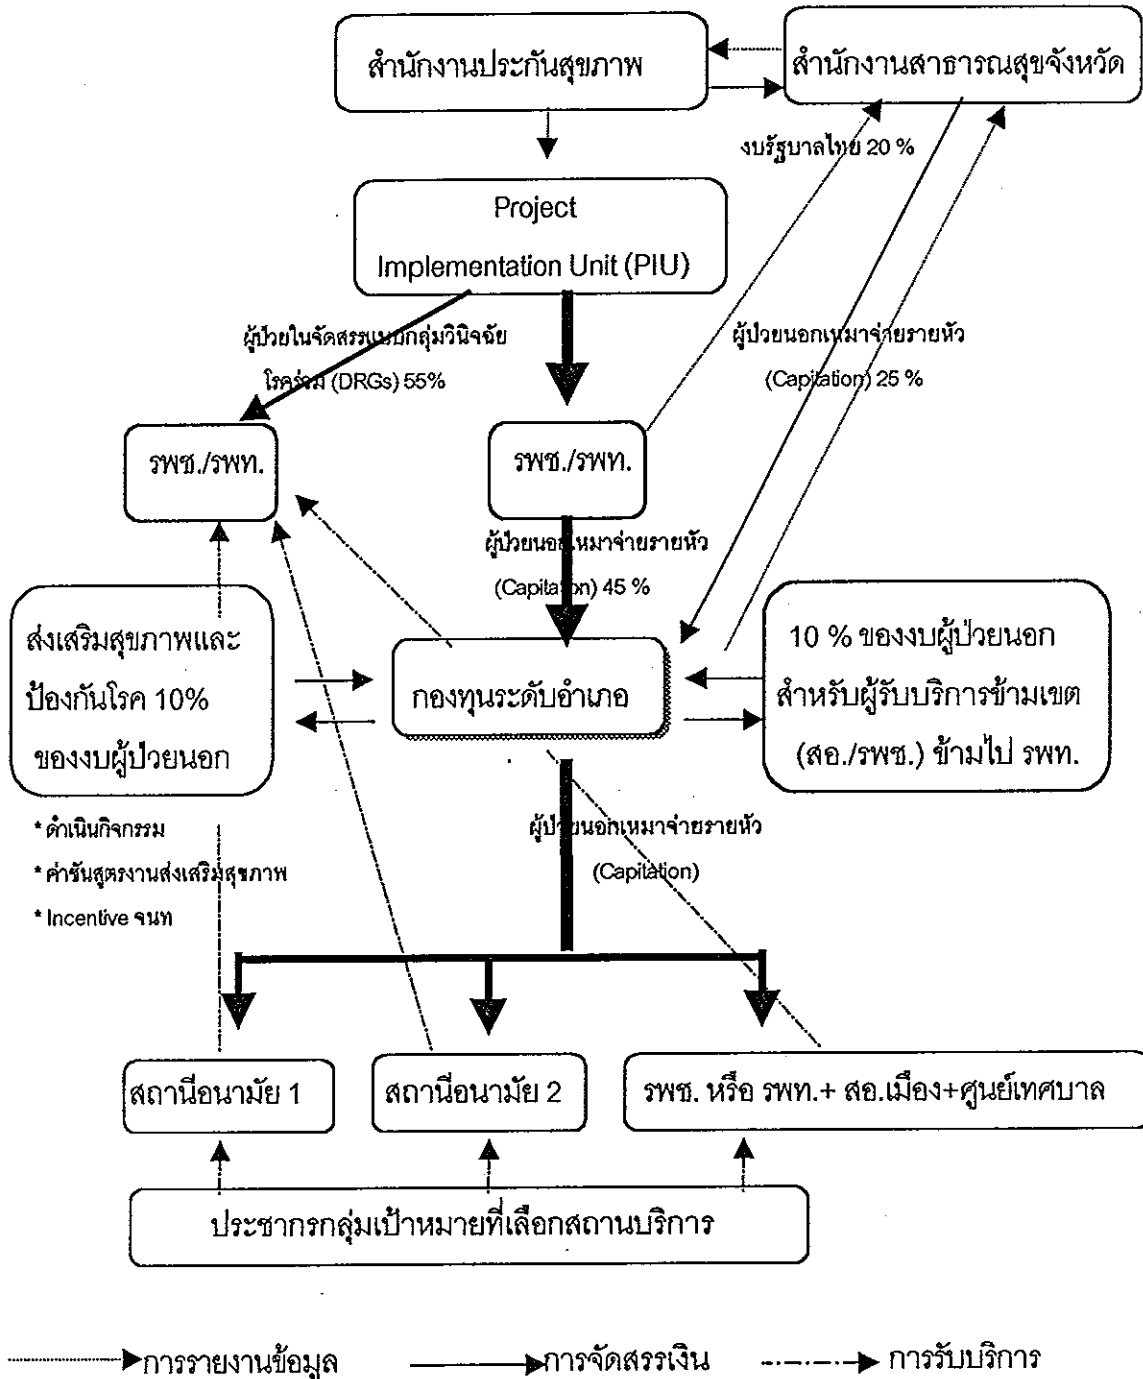 สำนักงานประกันสุขภาพ
สำนักงานสาธารณสุขจังหวัด
งบรัฐบาลไทย 20 %
Project
Implementation Unit (PIU)
ผู้ป่วยในจัดสรรแบบกลุ่มวินิจฉัย
โรคร่วม (DRGs) 55%
ผู้ป่วยนอกเหมาจ่ายรายหัว
(Capitation) 25 %
รพช./รพท.
รพช./รพท.
ผู้ป่วยนอกเหมาจ่ายรายหัว
(Capitation) 45 %
ส่งเสริมสุขภาพและ
ป้องกันโรค 10%
ของงบผู้ป่วยนอก
กองทุนระดับอำเภอ
10 % ของงบผู้ป่วยนอก
สำหรับผู้รับบริการข้ามเขต
(สอ./รพช.) ข้ามไป รพท.
* ดำเนินกิจกรรม
* ค่าชันสูตรงานส่งเสริมสุขภาพ
* Incentive จนท
ผู้ป่วยนอกเหมาจ่ายรายหัว
(Capitation)
สถานีอนามัย 1
สถานีอนามัย 2
รพช. หรือ รพท.+ สอ.เมือง+ศูนย์เทศบาล
ประชากรกลุ่มเป้าหมายที่เลือกสถานบริการ
การรายงานข้อมูล
การจัดสรรเงิน
การรับบริการ